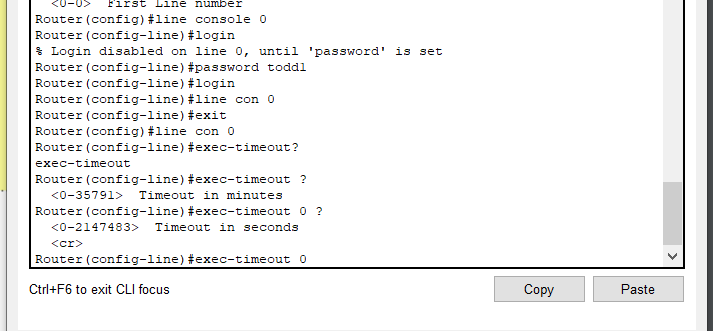 <0-0>  First Line number
Router(config)#line console 0
Router(config-line)#login
% Login disabled on line 0, until 'password' is set
Router(config-line)#password toddl
Router(config-line)#login
Router(config-line)#line con 0
Router(config-line)#exit
Router(config)#line con 0
Router(config-line)#exec-timeout?
exec-timeout
Router(config-line)#exec-timeout ?
  <0-35791>  Timeout in minutes
Router(config-line)#exec-timeout 0 ?
  <0-2147483>  Timeout in seconds
  <cr>
Router(config-line)#exec-timeout 0
Ctrl+F6 to exit CLI focus
Copy
Paste